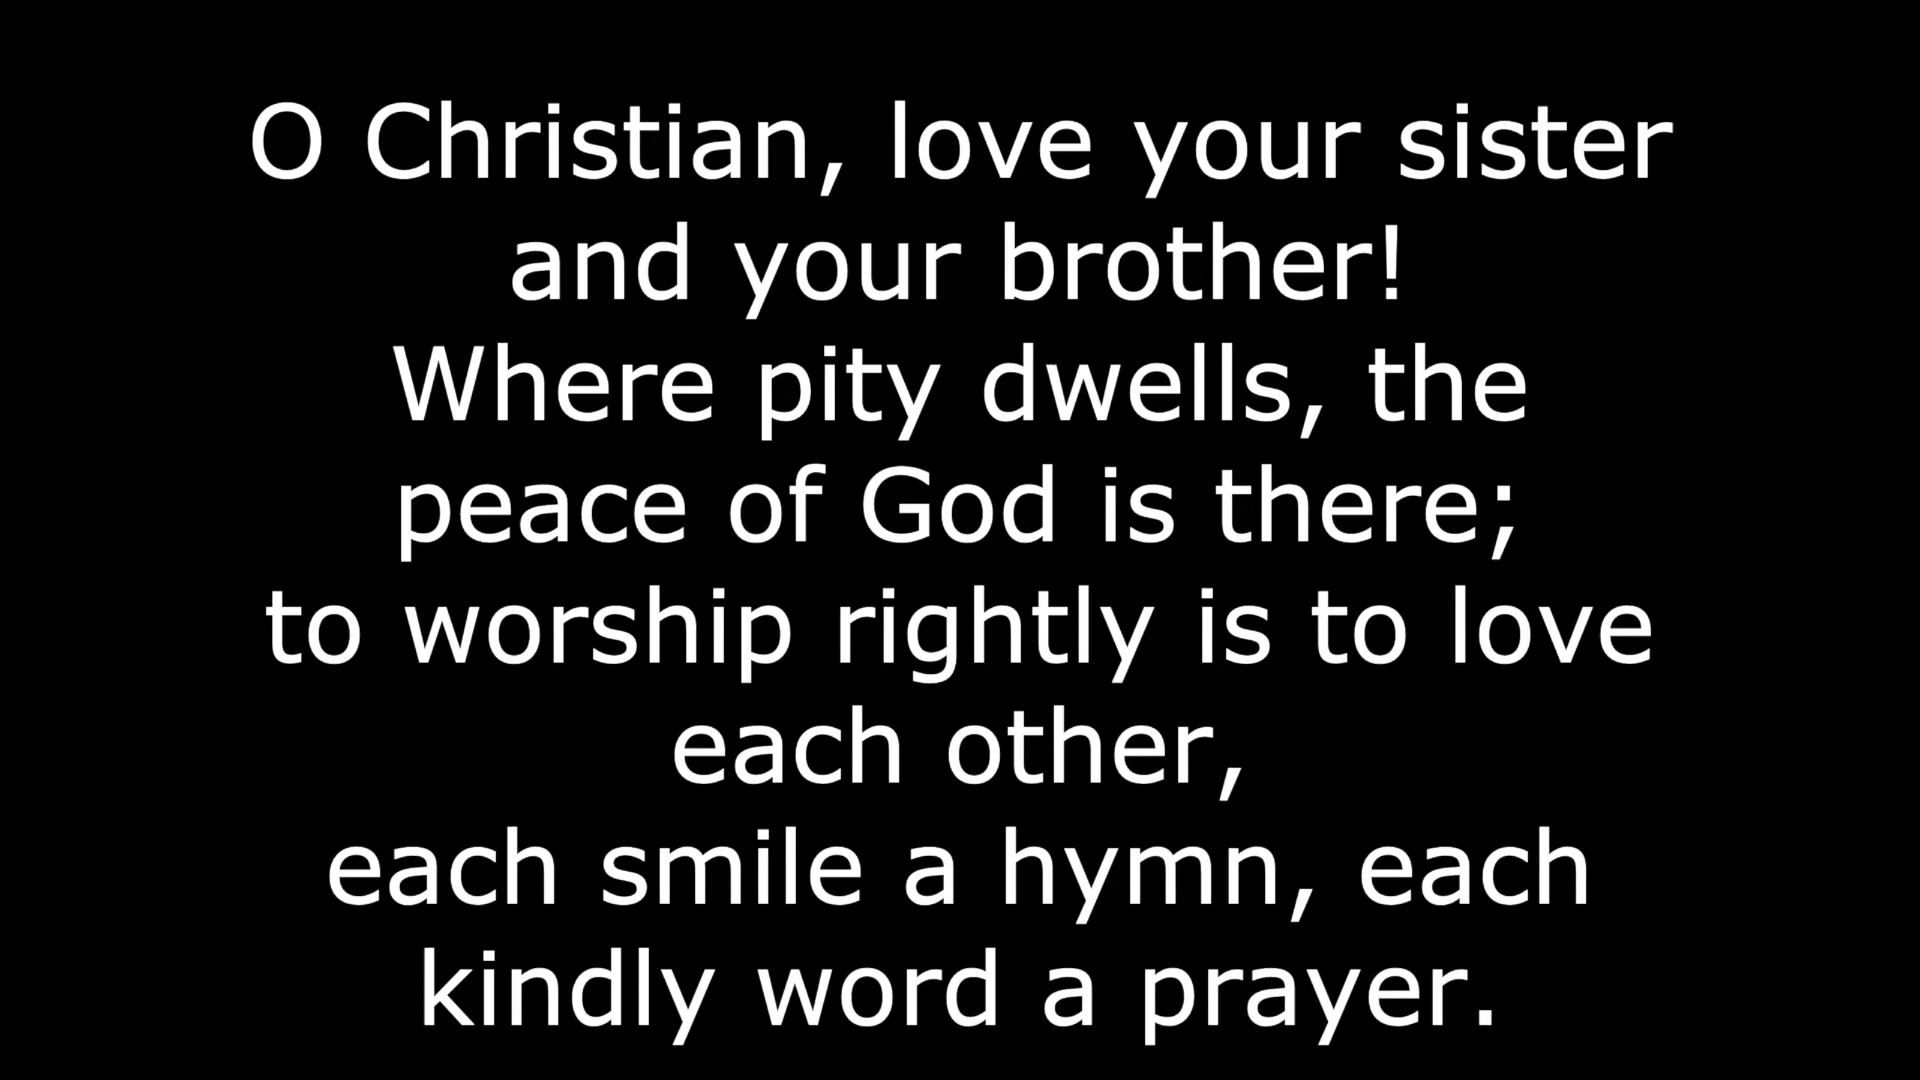 O Christian, love your sister
and your brother!
Where pity dwells, the
peace of God is there;
to worship rightly is to love
each other,
each smile a hymn, each
kindly word a prayer.